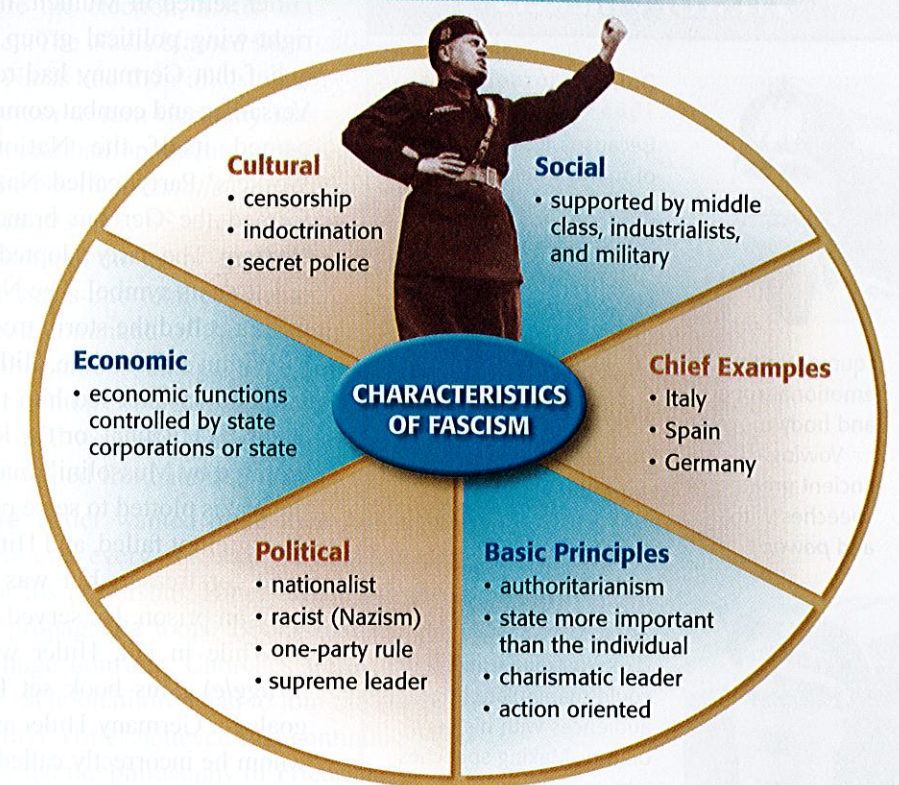 CHARACTERISTICS
OF FASCISM
Cultural
• censorship
• indoctrination
• secret police
Social
• supported by middle
class, industrialists,
and military
Economic
• economic functions
controlled by state
corporations or state
Chief Examples
• Italy
• Spain
• Germany
Political
• nationalist
• racist (Nazism)
• one-party rule
• supreme leader
Basic Principles
• authoritarianism
• state more important
than the individual
• charismatic leader
• action oriented